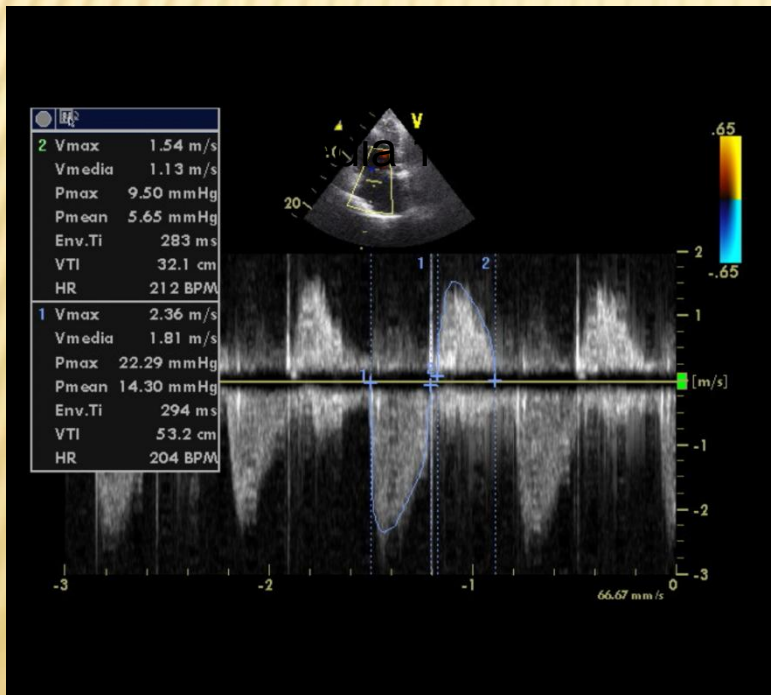 2 Vmax 1.54 m/s
Vmedia 1.13 m/s
Pmax 9.50 mmHg
Pmean 5.65 mmHg
Env.Ti 283 ms
VTI 32.1 cm
HR 212 BPM
1 Vmax 2.36 m/s
Vmedia 1.81 m/s
Pmax 22.29 mmHg
Pmean 14.30 mmHg
Env.Ti 294 ms
VTI 53.2 cm
HR 204 BPM
V
20
.65
-.65
1 2
2
1
[m/s]
-1
-2
-3
1
-3 -2 -1 0
66.67 mm/s